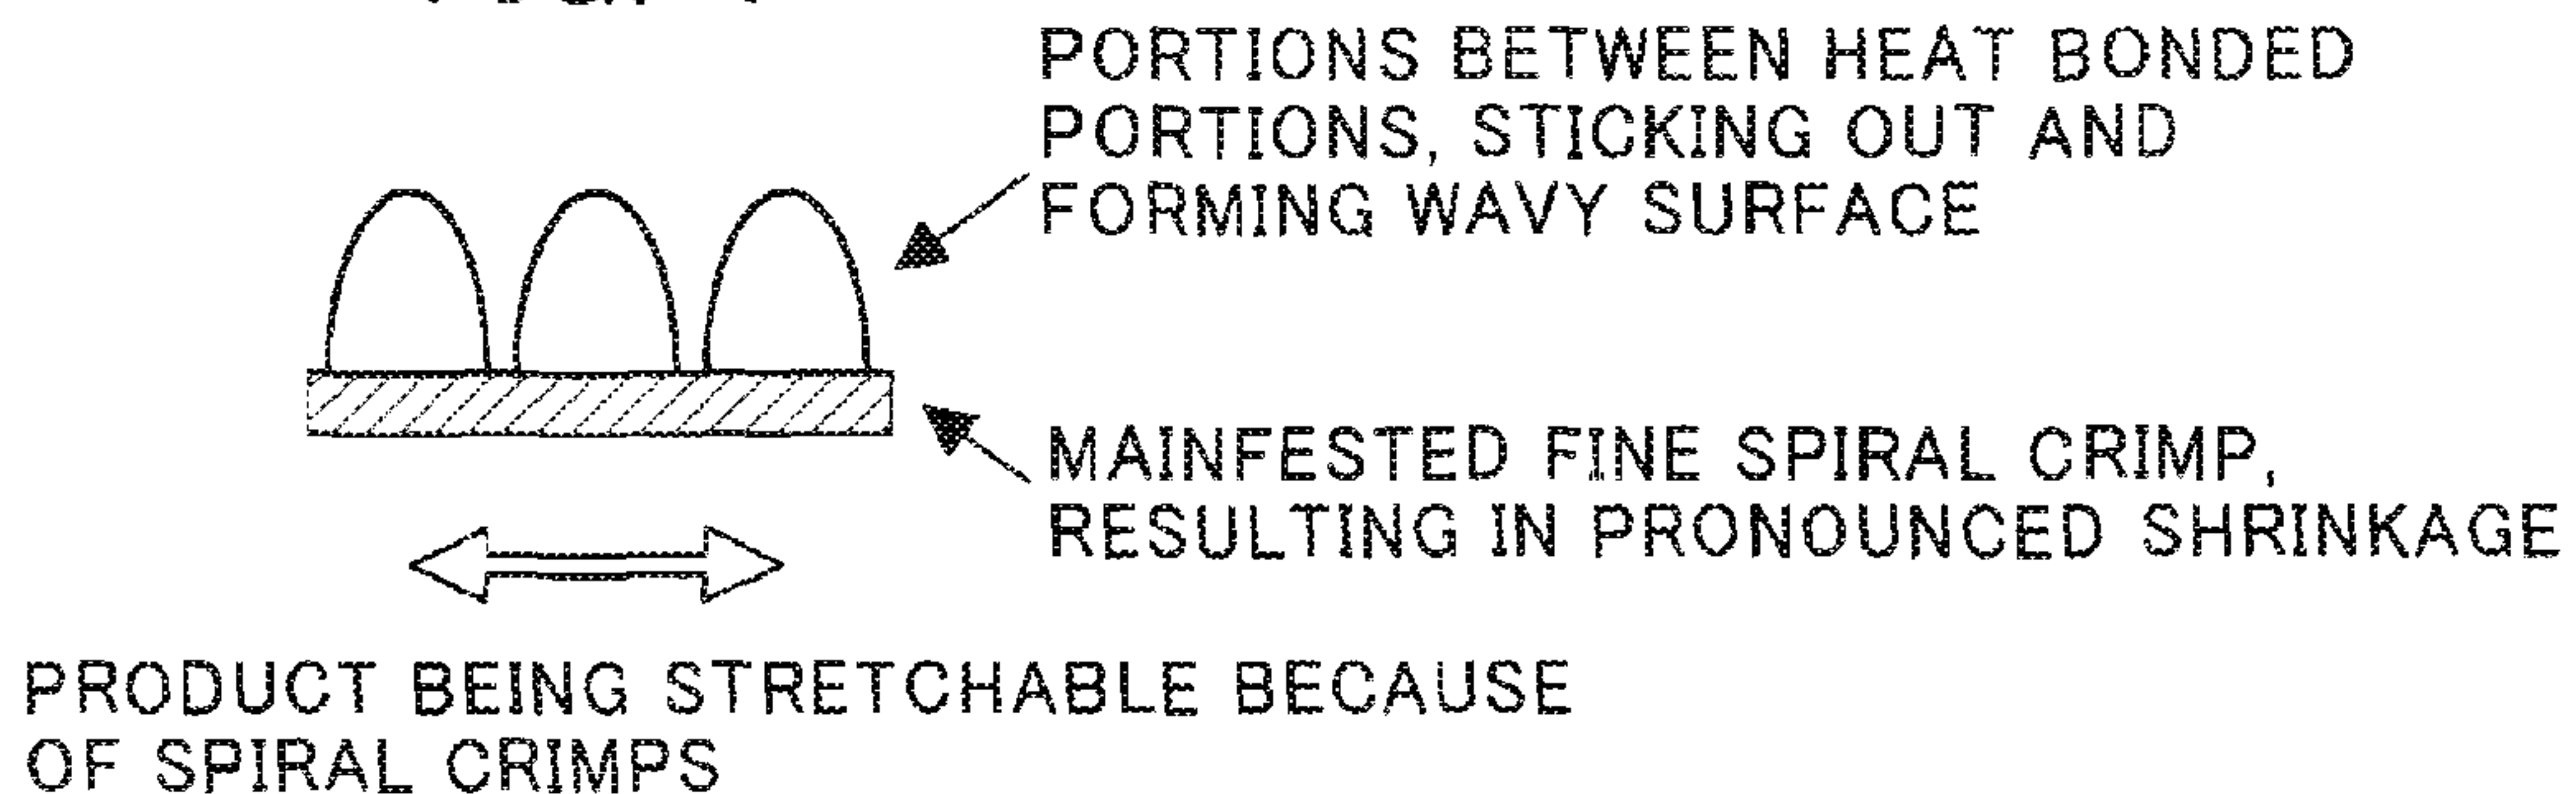 PORTIONS BETWEEN HEAT BONDED
PORTIONS, STICKING OUT AND
FORMING WAVY SURFACE
MAINFESTED FINE SPIRAL CRIMP,
RESULTING IN PRONOUNCED SHRINKAGE
PRODUCT BEING STRETCHABLE BECAUSE
OF SPIRAL CRIMPS